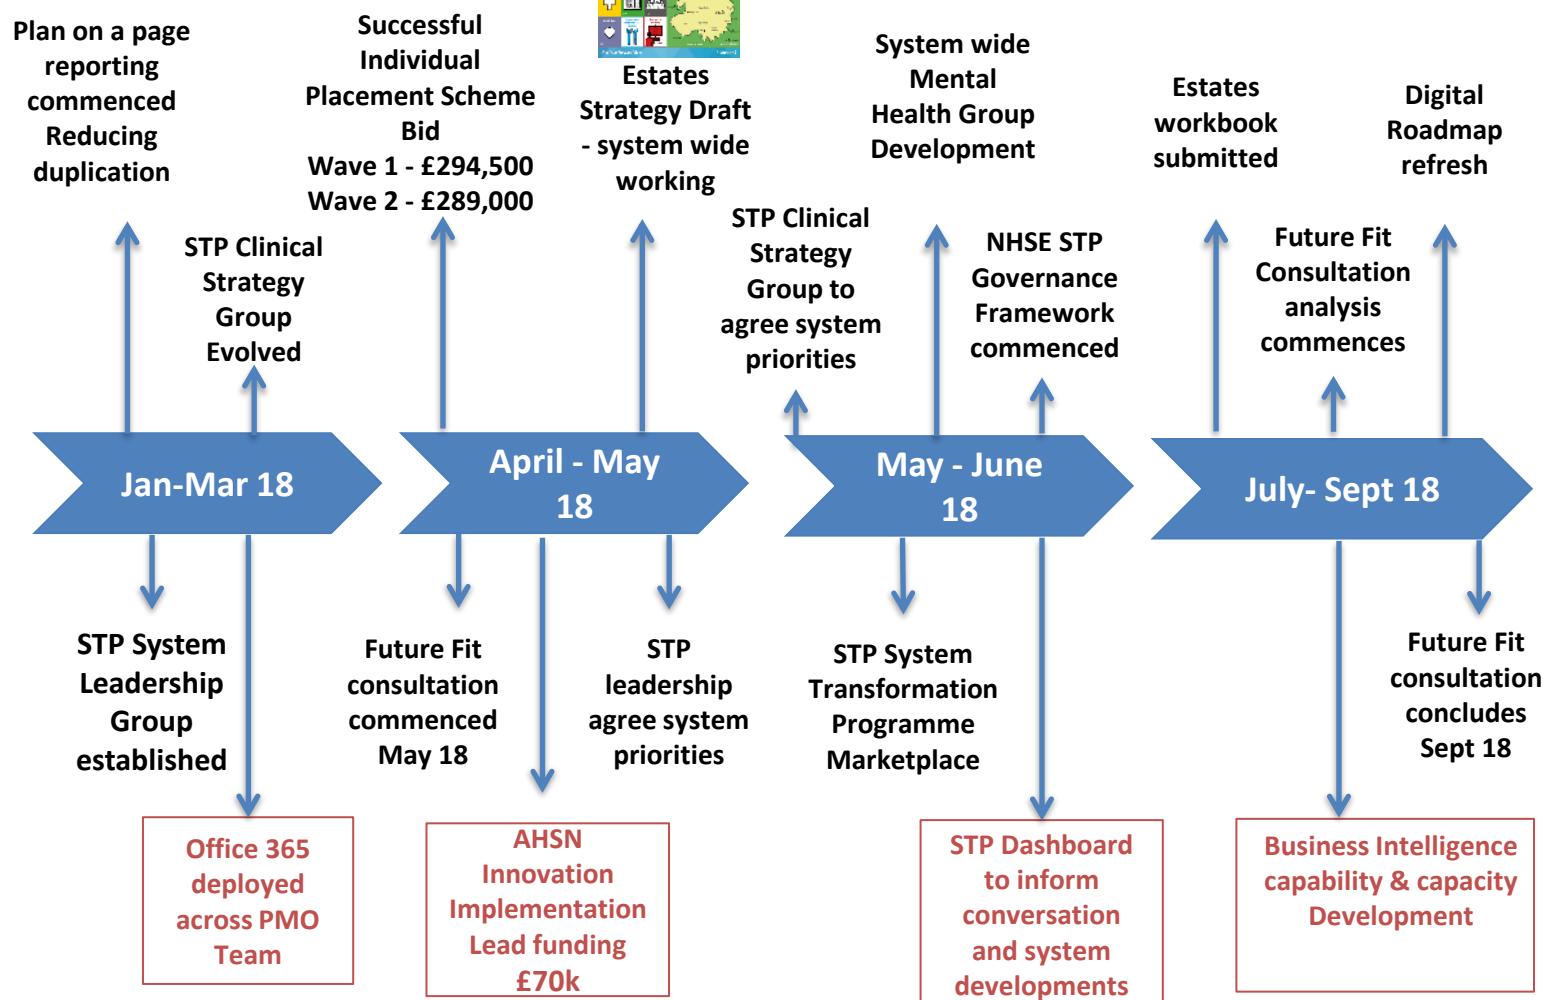 Plan on a page
reporting
commenced
Reducing
duplication
STP Clinical
Strategy
Group
Evolved
Successful
Individual
Placement Scheme
Bid
Wave 1 - £294,500
Wave 2 - £289,000
Estates
Strategy Draft
- system wide
working
STP Clinical
Strategy
Group to
agree system
priorities
System wide
Mental
Health Group
Development
NHSE STP
Governance
Framework
commenced
Estates
workbook
submitted
Future Fit
Consultation
analysis
commences
Digital
Roadmap
refresh
Jan-Mar 18
April - May
18
May - June
18
July- Sept 18
STP System
Leadership
Group
established
Future Fit
consultation
commenced
May 18
STP
leadership
agree system
priorities
STP System
Transformation
Programme
Marketplace
Future Fit
consultation
concludes
Sept 18
Office 365
deployed
across PMO
Team
AHSN
Innovation
Implementation
Lead funding
£70k
STP Dashboard
to inform
conversation
and system
developments
Business Intelligence
capability & capacity
Development